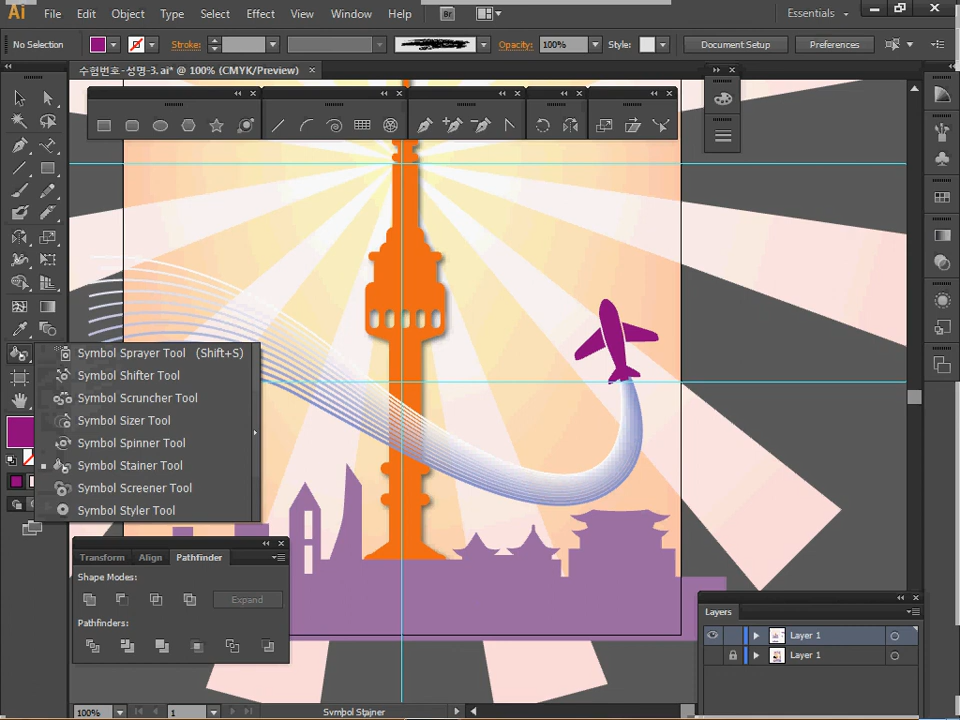 Ai File Edit Object Type Select Effect View Window Help Br Essentials
No Selection Stroke: Opacity: 100% Style: Document Setup Preferences
수험번호-성명-3.ai* @ 100% (CMYK/Preview)
Symbol Sprayer Tool (Shift+S)
Symbol Shifter Tool
Symbol Scruncher Tool
Symbol Sizer Tool
Symbol Spinner Tool
Symbol Stainer Tool
Symbol Screener Tool
Symbol Styler Tool
Transform Align Pathfinder
Shape Modes:
Expand
Pathfinders:
Layers
Layer 1
Layer 1
100% 1 Symbol Stainer